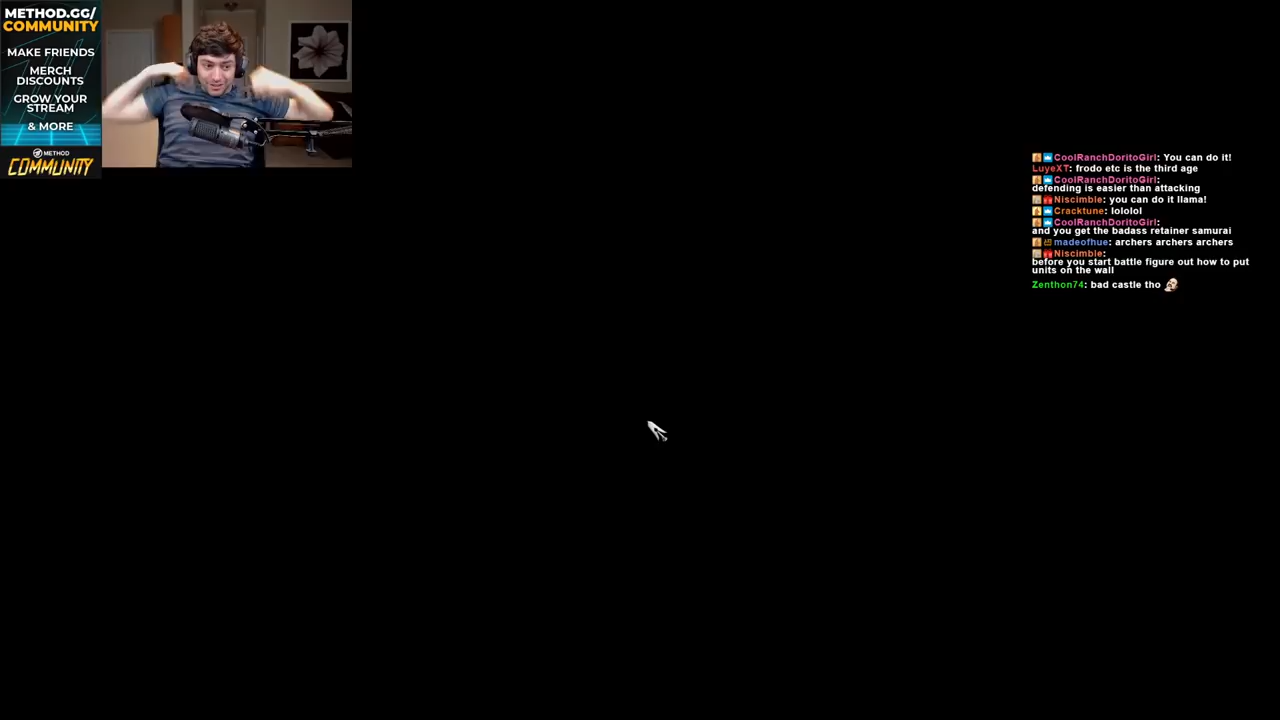 METHOD.GG/
COMMUNITY
MAKE FRIENDS
MERCH
DISCOUNTS
GROW YOUR
STREAM
& MORE
METHOD
COMMUNITY
CoolRanchDoritoGirl: You can do it!
LuyeXT: frodo etc is the third age
CoolRanchDoritoGirl:
defending is easier than attacking
Niscimble: you can do it llama!
Cracktune: lololol
CoolRanchDoritoGirl:
and you get the badass retainer samurai
madeofhue: archers archers archers
Niscimble:
before you start battle figure out how to put
units on the wall
Zenthon74: bad castle tho